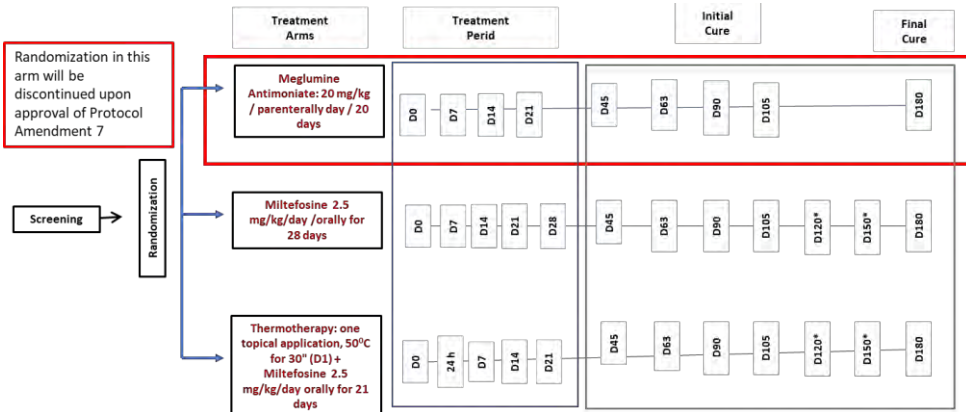 Treatment
Arms
Treatment
Perid
Initial
Cure
Final
Cure
Randomization in this
arm will be
discontinued upon
approval of Protocol
Amendment 7
Meglumine
Antimoniate: 20 mg/kg
/ parenterally day / 20
days
D0
D7
D14
D21
D45
D63
D90
D105
D180
Screening
Randomization
Miltefosine 2.5
mg/kg/day /orally for
28 days
D0
D7
D14
D21
D28
D45
D63
D90
D105
D120*
D150*
D180
Thermotherapy: one
topical application, 50⁰C
for 30" (D1) +
Miltefosine 2.5
mg/kg/day orally for 21
days
D0
24 h
D7
D14
D21
D45
D63
D90
D105
D120*
D150*
D180